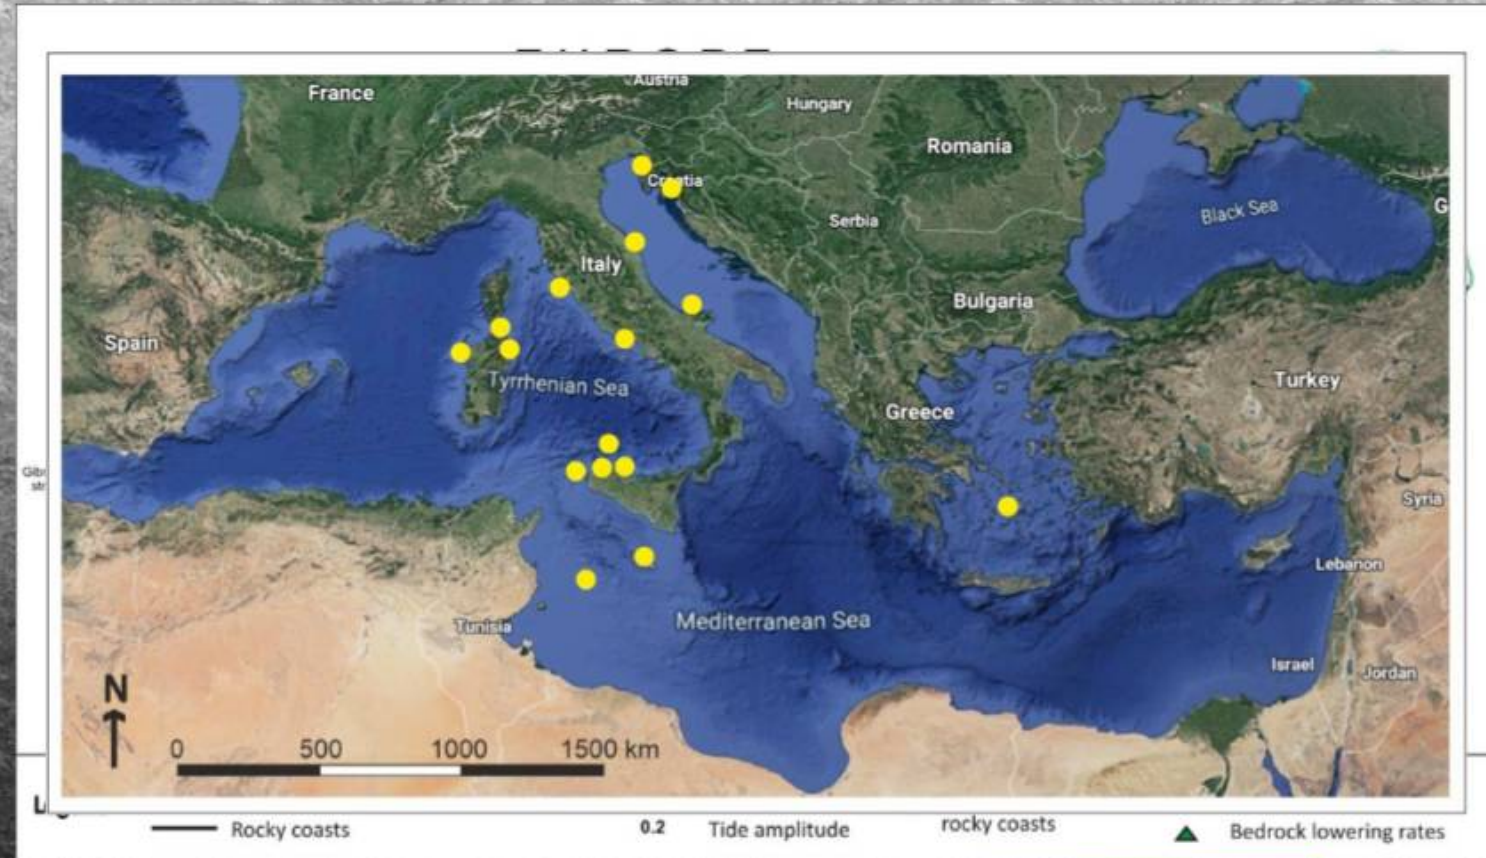 France
Austria
Hungary
Romania
Croatia
Serbia
Black Sea
G
Italy
Bulgaria
Spain
Tyrrhenian Sea
Turkey
Greece
Syria
Lebanon
Tunisia
Mediterranean Sea
Israel
Jordan
N
0 500 1000 1500 km
Rocky coasts
0.2 Tide amplitude
rocky coasts
Bedrock lowering rates